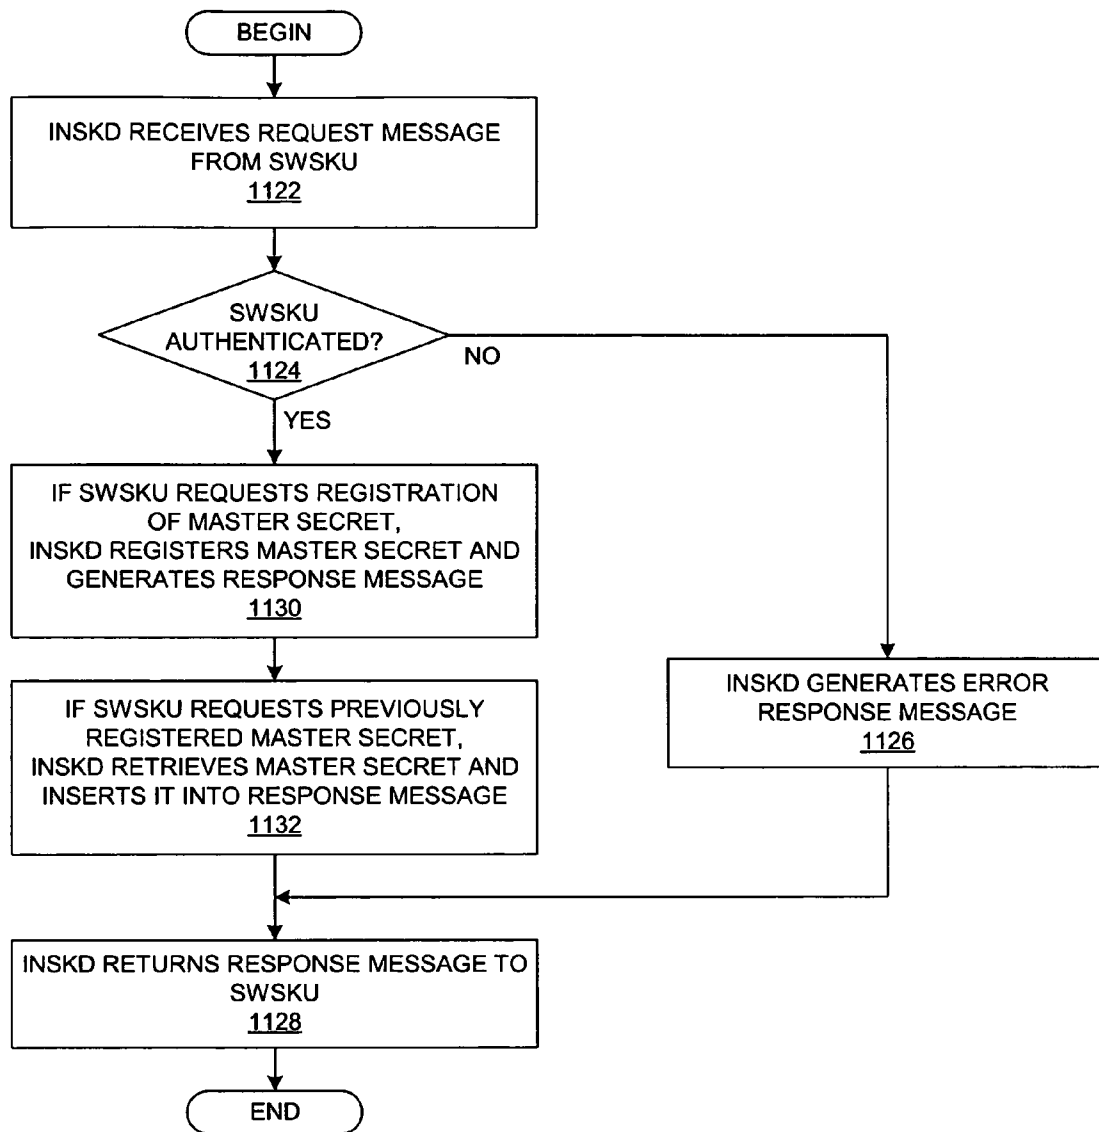 BEGIN
INSKD RECEIVES REQUEST MESSAGE
FROM SWSKU
1122
SWSKU
AUTHENTICATED?
1124
NO
YES
IF SWSKU REQUESTS REGISTRATION
OF MASTER SECRET,
INSKD REGISTERS MASTER SECRET AND
GENERATES RESPONSE MESSAGE
1130
IF SWSKU REQUESTS PREVIOUSLY
REGISTERED MASTER SECRET,
INSKD RETRIEVES MASTER SECRET AND
INSERTS IT INTO RESPONSE MESSAGE
1132
INSKD GENERATES ERROR
RESPONSE MESSAGE
1126
INSKD RETURNS RESPONSE MESSAGE TO
SWSKU
1128
END